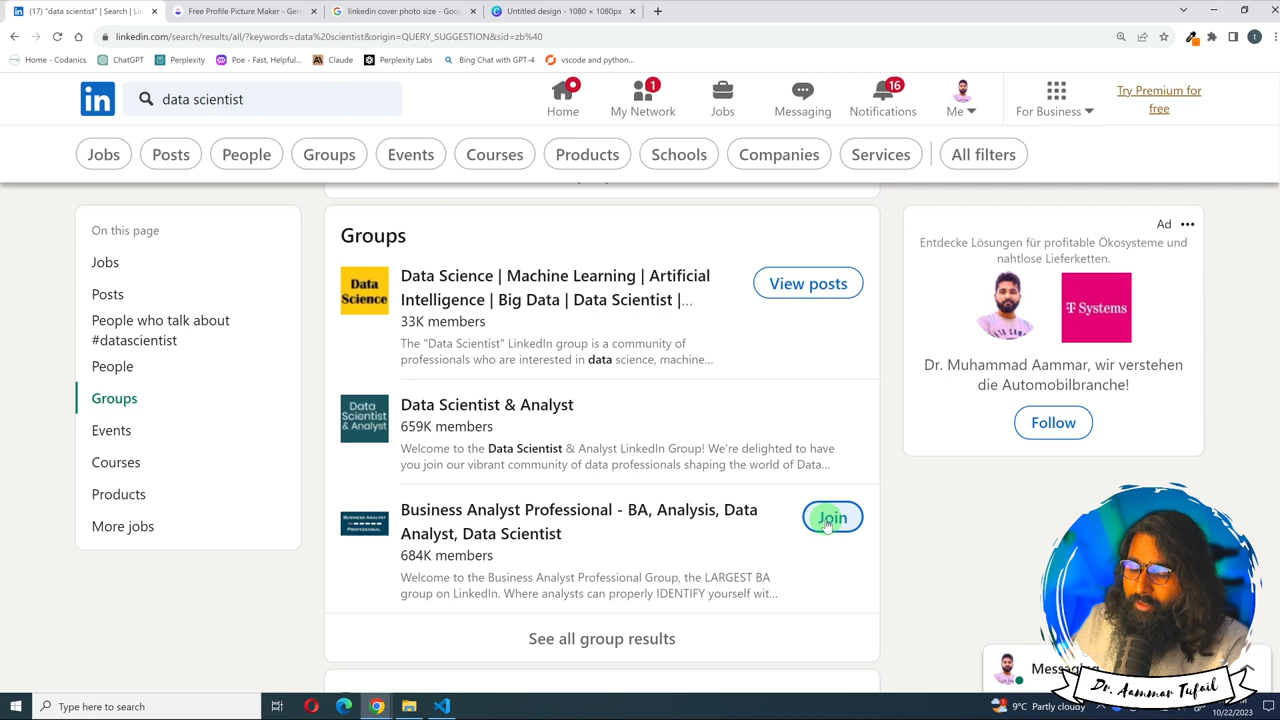 (17) "data scientist" | Search | Lin
Free Profile Picture Maker - Gen
linkedin cover photo size - Goog
Untitled design - 1080 × 1080px
linkedin.com/search/results/all/?keywords=data%20scientist&origin=QUERY_SUGGESTION&sid=zb%40
Home - Codanics
ChatGPT
Perplexity
Poe - Fast, Helpful...
Claude
Perplexity Labs
Bing Chat with GPT-4
vscode and python...
in
data scientist
Home
1
My Network
Jobs
Messaging
16
Notifications
Me
For Business
Try Premium for
free
Jobs
Posts
People
Groups
Events
Courses
Products
Schools
Companies
Services
All filters
On this page
Jobs
Posts
People who talk about
#datascientist
People
Groups
Events
Courses
Products
More jobs
Groups
Data
Science
Data Science | Machine Learning | Artificial
Intelligence | Big Data | Data Scientist |...
33K members
The "Data Scientist" LinkedIn group is a community of
professionals who are interested in data science, machine...
View posts
Data
Scientist
& Analyst
Data Scientist & Analyst
659K members
Welcome to the Data Scientist & Analyst LinkedIn Group! We're delighted to have
you join our vibrant community of data professionals shaping the world of Data...
BUSINESS ANALYST
PROFESSIONAL
Business Analyst Professional - BA, Analysis, Data
Analyst, Data Scientist
684K members
Welcome to the Business Analyst Professional Group, the LARGEST BA
group on LinkedIn. Where analysts can properly IDENTIFY yourself wit...
Join
See all group results
Ad
Entdecke Lösungen für profitable Ökosysteme und
nahtlose Lieferketten.
T Systems
Dr. Muhammad Aammar, wir verstehen
die Automobilbranche!
Follow
Messaging
Dr. Aammar Tufail
Type here to search
9°C Partly cloudy
10/22/2023